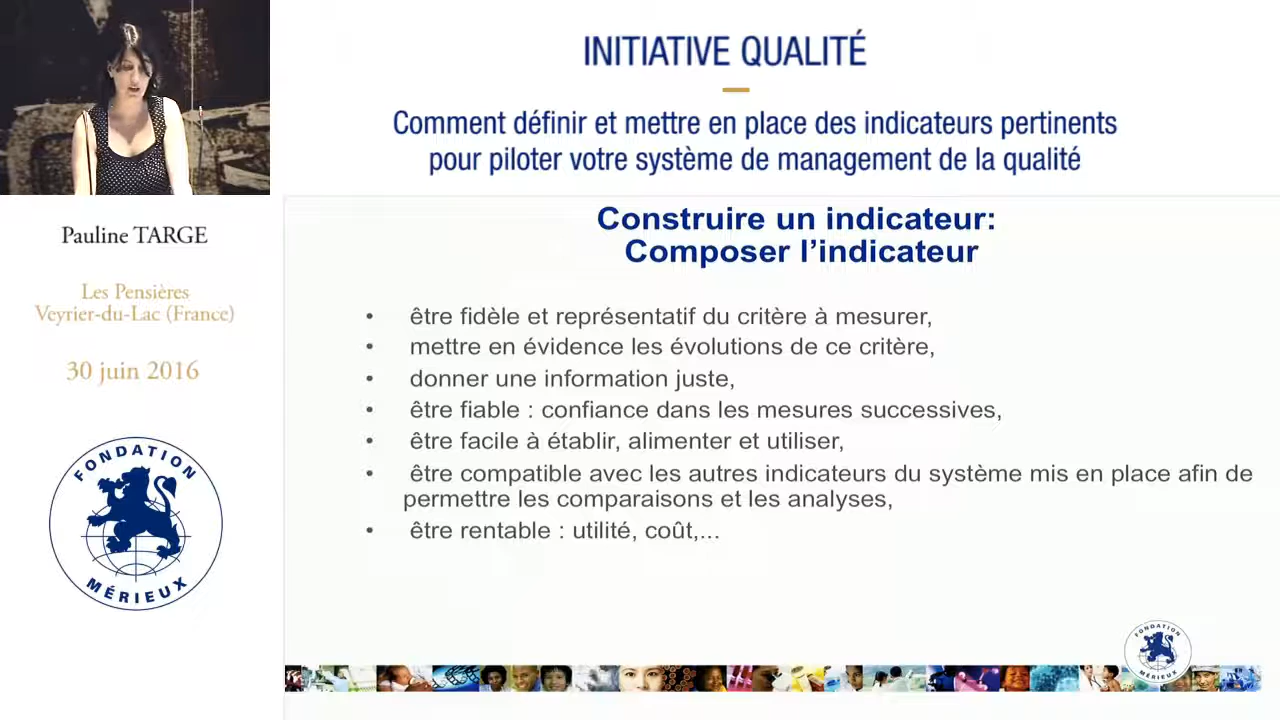 INITIATIVE QUALITÉ
Comment définir et mettre en place des indicateurs pertinents
pour piloter votre système de management de la qualité
Pauline TARGE
Les Pensières
Veyrier-du-Lac (France)
30 juin 2016
FONDATION
MÉRIEUX
Construire un indicateur:
Composer l’indicateur
• être fidèle et représentatif du critère à mesurer,
• mettre en évidence les évolutions de ce critère,
• donner une information juste,
• être fiable : confiance dans les mesures successives,
• être facile à établir, alimenter et utiliser,
• être compatible avec les autres indicateurs du système mis en place afin de
permettre les comparaisons et les analyses,
• être rentable : utilité, coût,...
FONDATION
MÉRIEUX